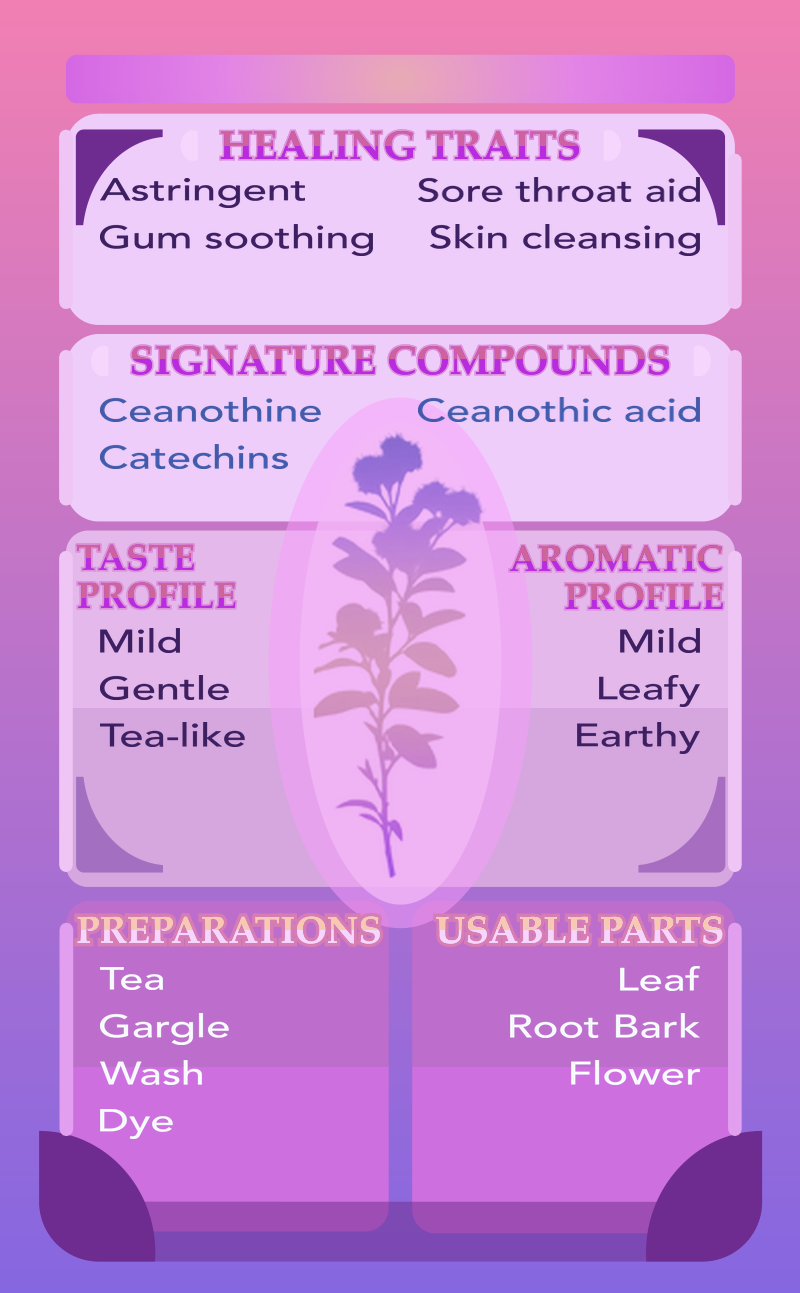 HEALING TRAITS
Astringent
Sore throat aid
Gum soothing
Skin cleansing
SIGNATURE COMPOUNDS
Ceanothine
Ceanothic acid
Catechins
TASTE
PROFILE
Mild
Gentle
Tea-like
AROMATIC
PROFILE
Mild
Leafy
Earthy
PREPARATIONS
Tea
Gargle
Wash
Dye
USABLE PARTS
Leaf
Root Bark
Flower